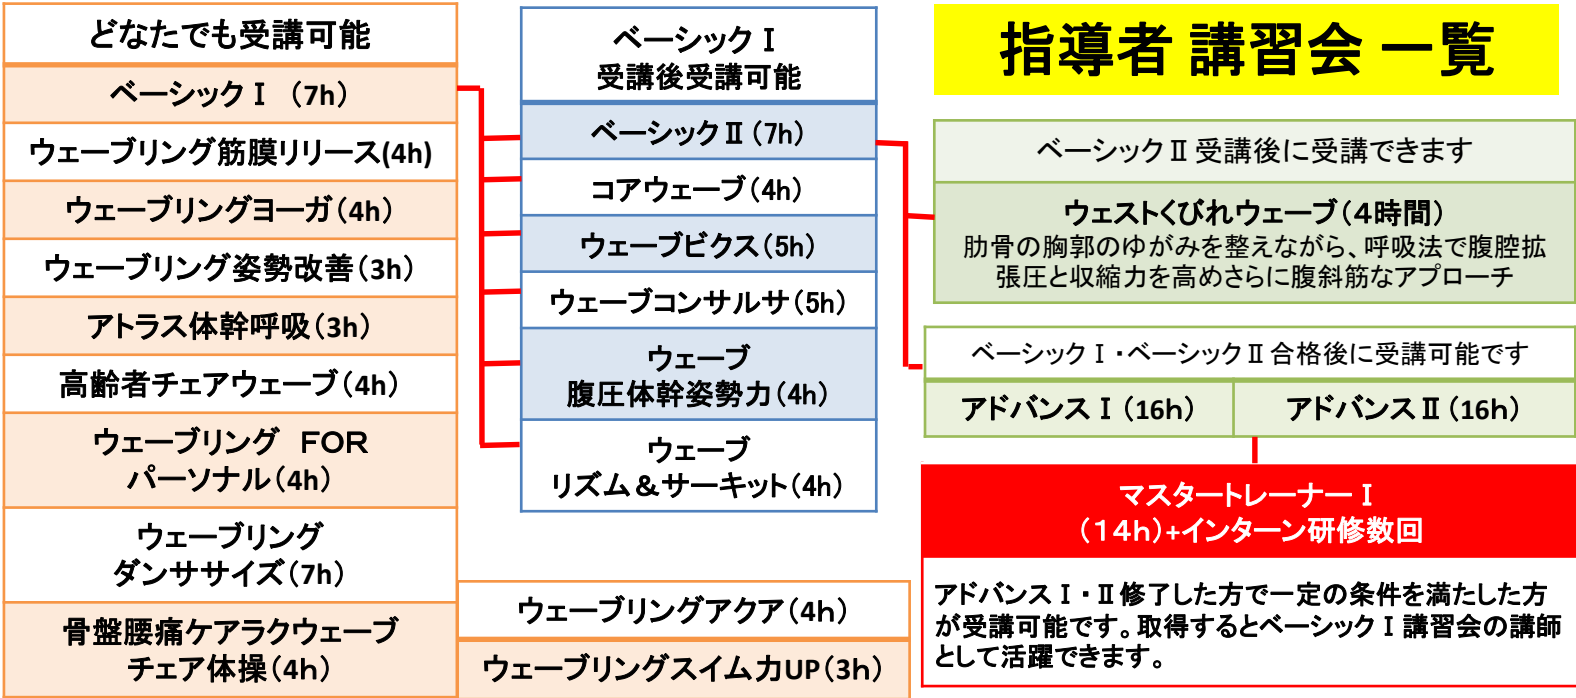 どなたでも受講可能
ベーシックⅠ （7h）
ウェーブリング筋膜リリース(4h)
ウェーブリングヨーガ（4h）
ウェーブリング姿勢改善（3h）
アトラス体幹呼吸（3h）
高齢者チェアウェーブ（4h）
ウェーブリング　ＦＯＲ
パーソナル（4h）
ウェーブリング
ダンササイズ（7h）
骨盤腰痛ケアラクウェーブ
チェア体操（4h）
ウェーブリングアクア（4ｈ）
ウェーブリングスイム力UP（3ｈ）
ベーシックⅠ
受講後受講可能
ベーシックⅡ（7h）
コアウェーブ（4h）
ウェーブビクス（5h）
ウェーブコンサルサ（5h）
ウェーブ
腹圧体幹姿勢力（4h）
ウェーブ
リズム＆サーキット（4h）
指導者 講習会 一覧
ベーシックⅡ受講後に受講できます
ウェストくびれウェーブ（４時間）
肋骨の胸郭のゆがみを整えながら、呼吸法で腹腔拡
張圧と収縮力を高めさらに腹斜筋なアプローチ
ベーシックⅠ・ベーシックⅡ合格後に受講可能です
アドバンスⅠ（16ｈ）
アドバンスⅡ（16ｈ）
マスタートレーナーⅠ
（１４ｈ）+インターン研修数回
アドバンスⅠ・Ⅱ修了した方で一定の条件を満たした方
が受講可能です。取得するとベーシックⅠ講習会の講師
として活躍できます。